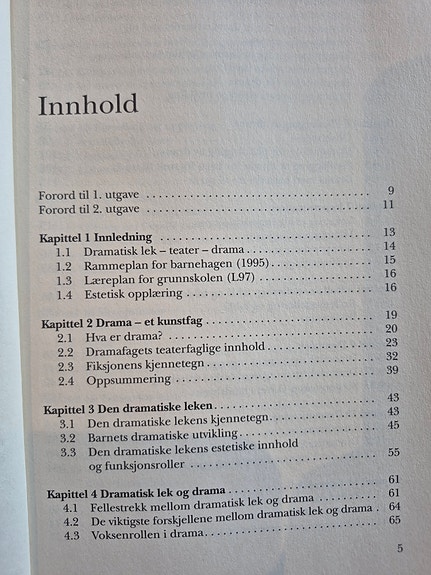 Innhold
Forord til 1. utgave . . . . . . . . . . . . . . . . . . . . . . . . . . . . . . 9
Forord til 2. utgave . . . . . . . . . . . . . . . . . . . . . . . . . . . . . . 11
Kapittel 1 Innledning . . . . . . . . . . . . . . . . . . . . . . . . . . . . 13
1.1 Dramatisk lek – teater – drama . . . . . . . . . . . . . . . . . . 14
1.2 Rammeplan for barnehagen (1995) . . . . . . . . . . . . . . . 15
1.3 Læreplan for grunnskolen (L97) . . . . . . . . . . . . . . . . . 16
1.4 Estetisk opplæring . . . . . . . . . . . . . . . . . . . . . . . . . 16
Kapittel 2 Drama – et kunstfag . . . . . . . . . . . . . . . . . . . . . . 19
2.1 Hva er drama? . . . . . . . . . . . . . . . . . . . . . . . . . . . . 20
2.2 Dramafagets teaterfaglige innhold . . . . . . . . . . . . . . . 23
2.3 Fiksjonens kjennetegn . . . . . . . . . . . . . . . . . . . . . . . 32
2.4 Oppsummering . . . . . . . . . . . . . . . . . . . . . . . . . . . 39
Kapittel 3 Den dramatiske leken . . . . . . . . . . . . . . . . . . . . . 43
3.1 Den dramatiske lekens kjennetegn . . . . . . . . . . . . . . . 43
3.2 Barnets dramatiske utvikling . . . . . . . . . . . . . . . . . . . 45
3.3 Den dramatiske lekens estetiske innhold
og funksjonsroller . . . . . . . . . . . . . . . . . . . . . . . . . . 55
Kapittel 4 Dramatisk lek og drama . . . . . . . . . . . . . . . . . . . . 61
4.1 Fellestrekk mellom dramatisk lek og drama . . . . . . . . . 61
4.2 De viktigste forskjellene mellom dramatisk lek og drama . 64
4.3 Voksenrollen i drama . . . . . . . . . . . . . . . . . . . . . . . . 65
5